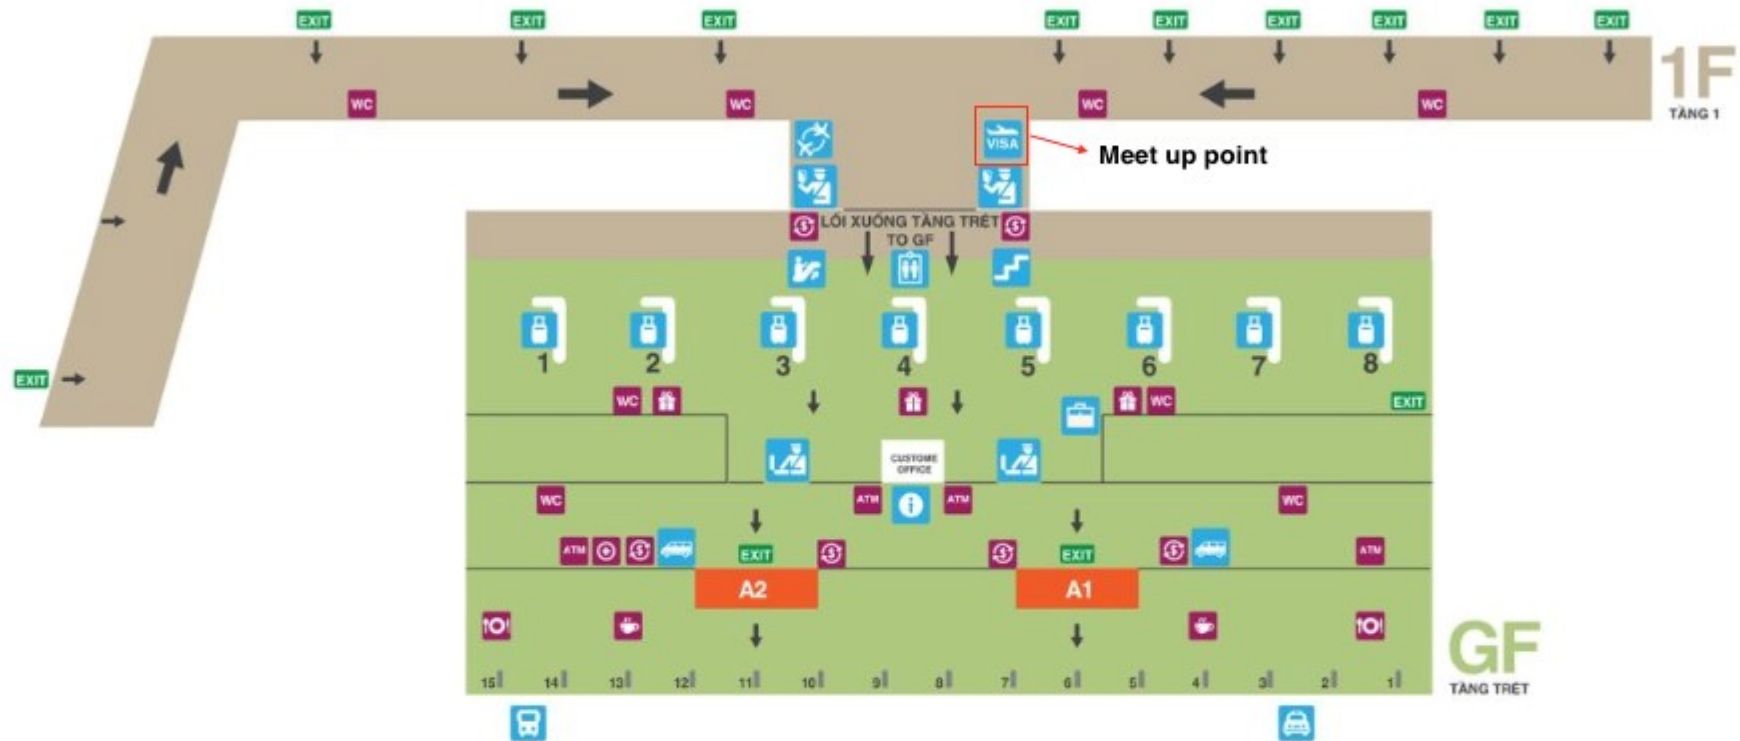 EXIT EXIT EXIT EXIT EXIT EXIT EXIT EXIT EXIT
1F
TẦNG 1
WC WC WC WC
VISA
Meet up point
LỐI XUỐNG TẦNG TRỆT
TO GF
1 2 3 4 5 6 7 8
EXIT
WC WC EXIT
CUSTOME
OFFICE
WC ATM i ATM WC
ATM EXIT EXIT ATM
A2 A1
GF
TẦNG TRỆT
15 14 13 12 11 10 9 8 7 6 5 4 3 2 1